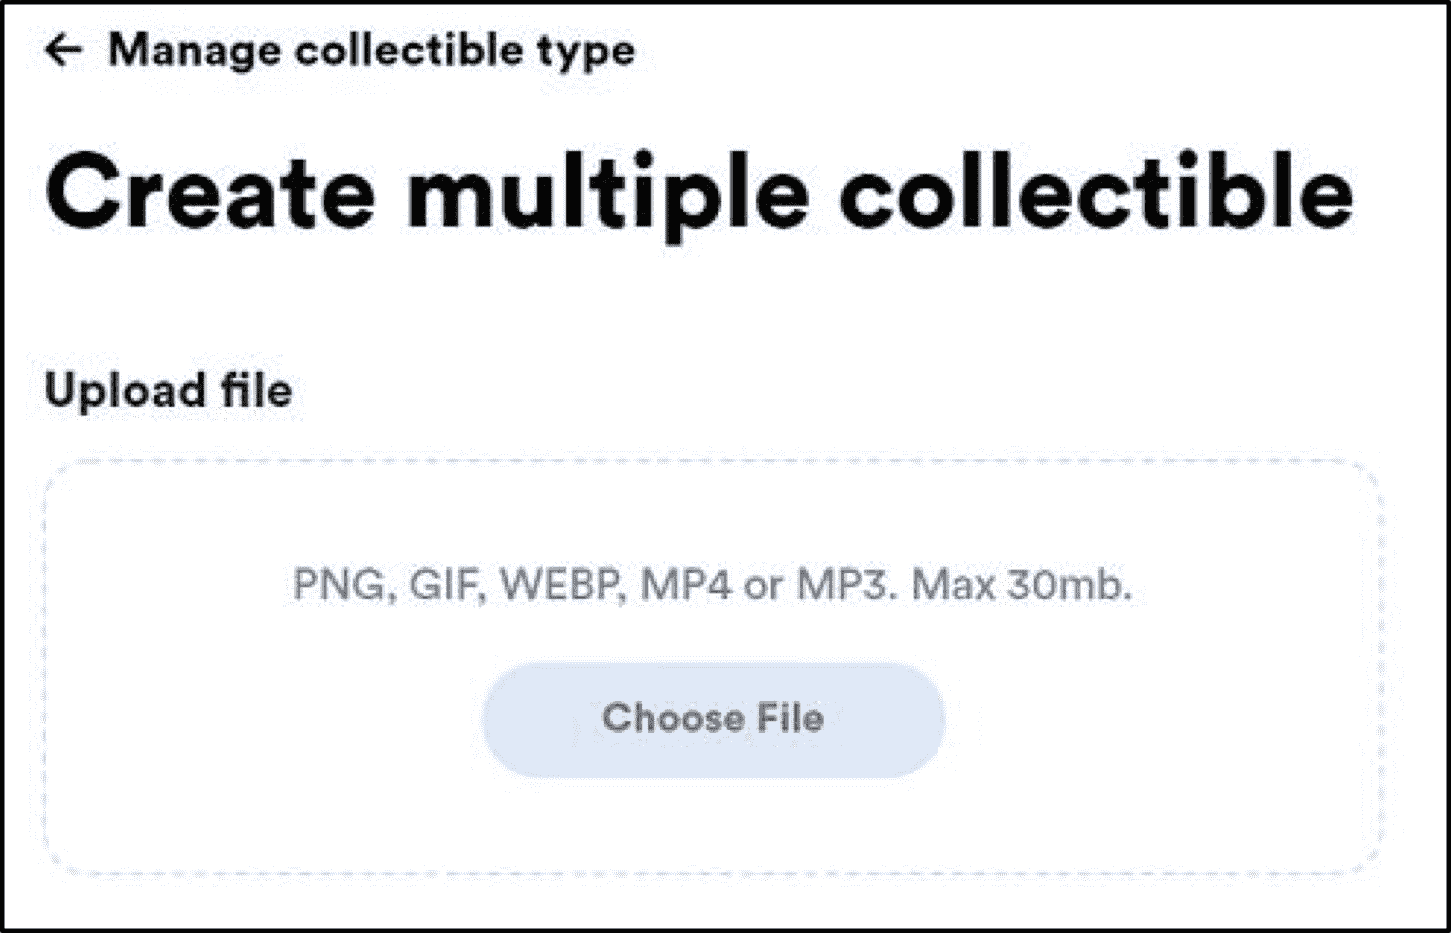 ← Manage collectible type
Create multiple collectible
Upload file
PNG, GIF, WEBP, MP4 or MP3. Max 30mb.
Choose File